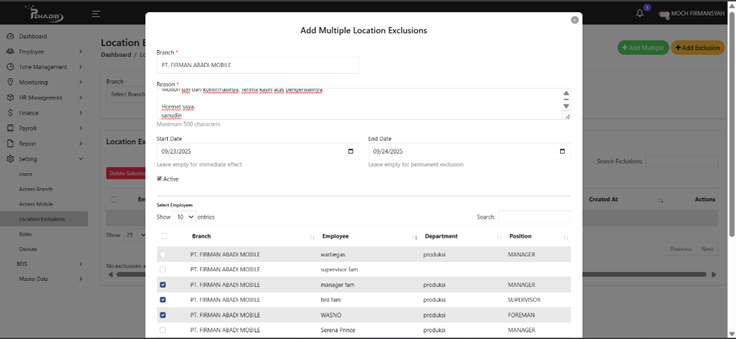 PEHADIR
MOCH FIRMANSYAH
Dashboard
Employee
Time Management
Monitoring
HR Management
Finance
Payroll
Report
Setting
Users
Access Branch
Access Mobile
Location Exclusions
Roles
Devices
BPJS
Master Data
Location E
Dashboard / Lo
Add Multiple
Add Exclusion
Branch
Select Branch
Location Ex
Delete Selected
Search Exclusions:
Created At
Actions
Show 25
No exclusions a
Previous
Next
Add Multiple Location Exclusions
Branch *
PT. FIRMAN ABADI MOBILE
Reason *
Mohon izin dan konfirmasinya. Terima kasih atas
Hormat saya,
samudin
Maximum 500 characters
Start Date
End Date
09/23/2025
09/24/2025
Leave empty for immediate effect
Leave empty for permanent exclusion
Active
Select Employees
Show 10 entries
Search:
Branch Employee Department Position
PT. FIRMAN ABADI MOBILE warbegas produksi MANAGER
PT. FIRMAN ABADI MOBILE supervisor fam
PT. FIRMAN ABADI MOBILE manager fam produksi MANAGER
PT. FIRMAN ABADI MOBILE hrd fam produksi SUPERVISOR
PT. FIRMAN ABADI MOBILE WASNO produksi FOREMAN
PT. FIRMAN ABADI MOBILE Serena Prince produksi MANAGER